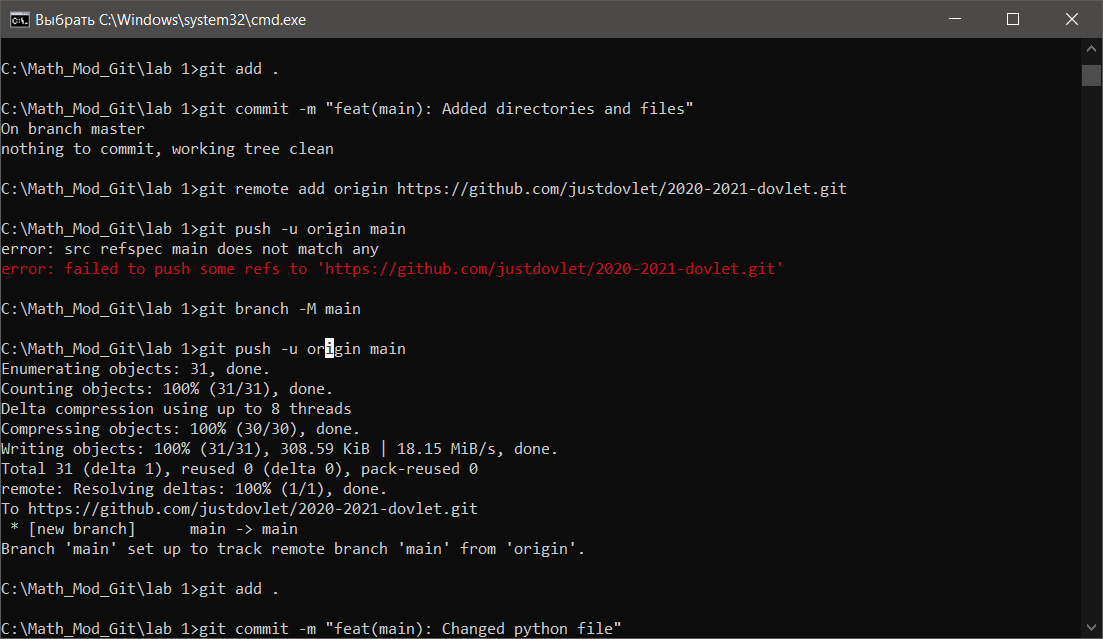 Выбрать C:\Windows\system32\cmd.exe
C:\Math_Mod_Git\lab 1>git add .
C:\Math_Mod_Git\lab 1>git commit -m "feat(main): Added directories and files"
On branch master
nothing to commit, working tree clean
C:\Math_Mod_Git\lab 1>git remote add origin https://github.com/justdovlet/2020-2021-dovlet.git
C:\Math_Mod_Git\lab 1>git push -u origin main
error: src refspec main does not match any
error: failed to push some refs to 'https://github.com/justdovlet/2020-2021-dovlet.git'
C:\Math_Mod_Git\lab 1>git branch -M main
C:\Math_Mod_Git\lab 1>git push -u origin main
Enumerating objects: 31, done.
Counting objects: 100% (31/31), done.
Delta compression using up to 8 threads
Compressing objects: 100% (30/30), done.
Writing objects: 100% (31/31), 308.59 KiB | 18.15 MiB/s, done.
Total 31 (delta 1), reused 0 (delta 0), pack-reused 0
remote: Resolving deltas: 100% (1/1), done.
To https://github.com/justdovlet/2020-2021-dovlet.git
 * [new branch]      main -> main
Branch 'main' set up to track remote branch 'main' from 'origin'.
C:\Math_Mod_Git\lab 1>git add .
C:\Math_Mod_Git\lab 1>git commit -m "feat(main): Changed python file"